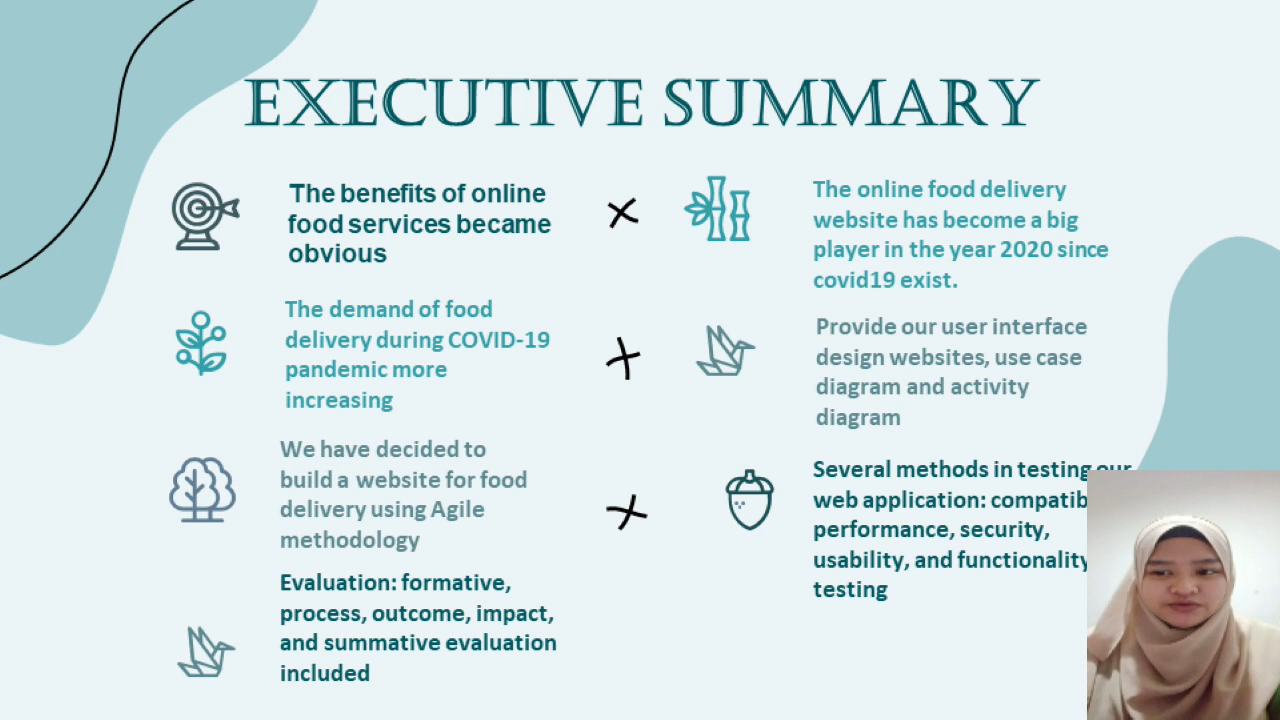 EXECUTIVE SUMMARY
The benefits of online
food services became
obvious
The online food delivery
website has become a big
player in the year 2020 since
covid19 exist.
The demand of food
delivery during COVID-19
pandemic more
increasing
Provide our user interface
design websites, use case
diagram and activity
diagram
We have decided to
build a website for food
delivery using Agile
methodology
Several methods in testing our
web application:
performance, security,
usability, and functionality
testing
Evaluation: formative,
process, outcome, impact,
and summative evaluation
included